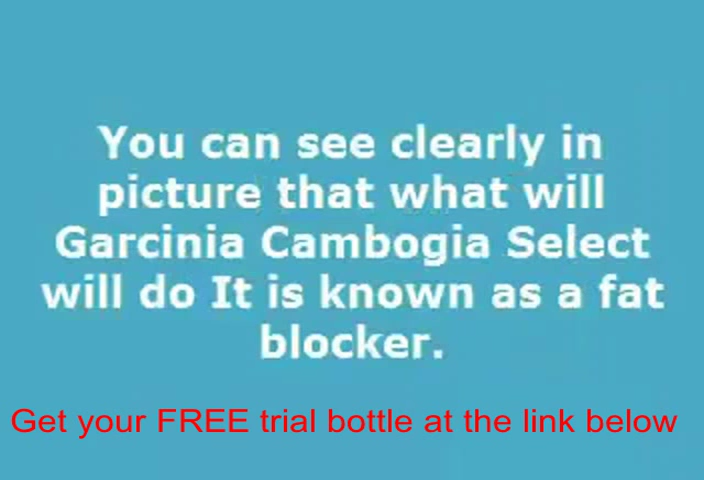 You can see clearly in
picture that what will
Garcinia Cambogia Select
will do It is known as a fat
blocker.
Get your FREE trial bottle at the link below